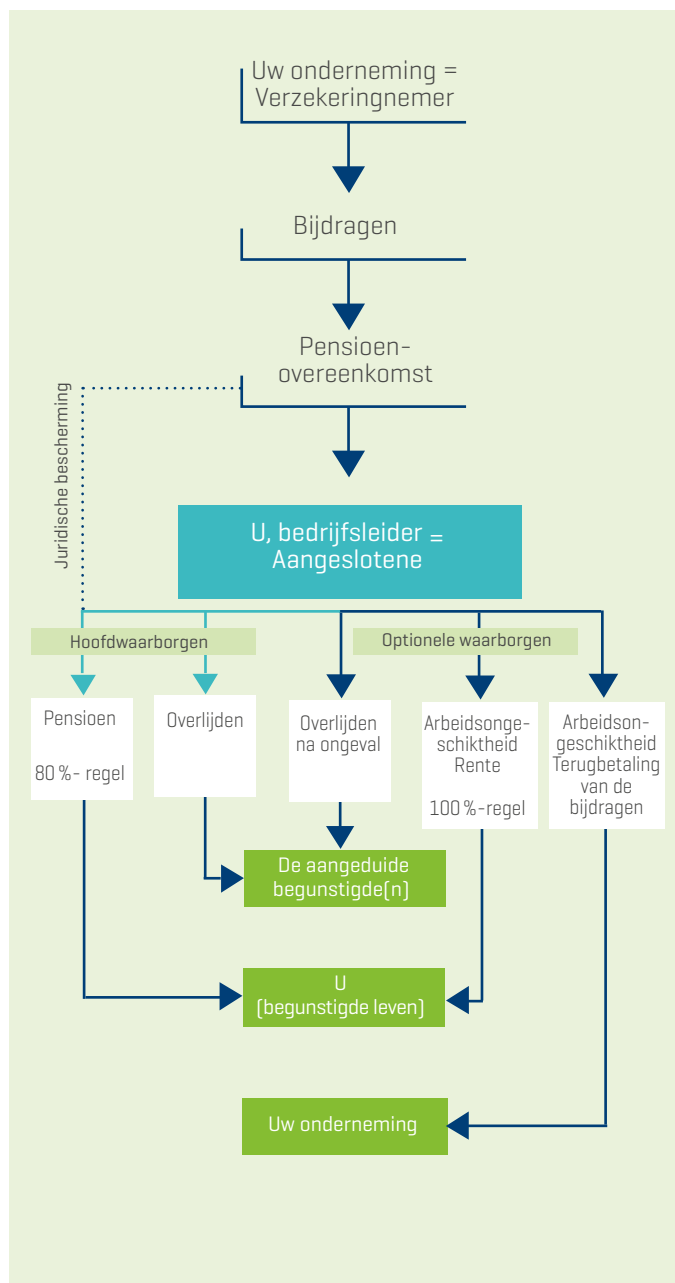 Uw onderneming =
Verzekeringnemer
Bijdragen
Pensioen-
overeenkomst
Juridische bescherming
U, bedrijfsleider =
Aangeslotene
Hoofdwaarborgen
Optionele waarborgen
Pensioen
80 %- regel
Overlijden
Overlijden
na ongeval
Arbeidsonge-
schiktheid
Rente
100 %-regel
Arbeidson-
geschiktheid
Terugbetaling
van de
bijdragen
De aangeduide
begunstigde(n)
U
(begunstigde leven)
Uw onderneming